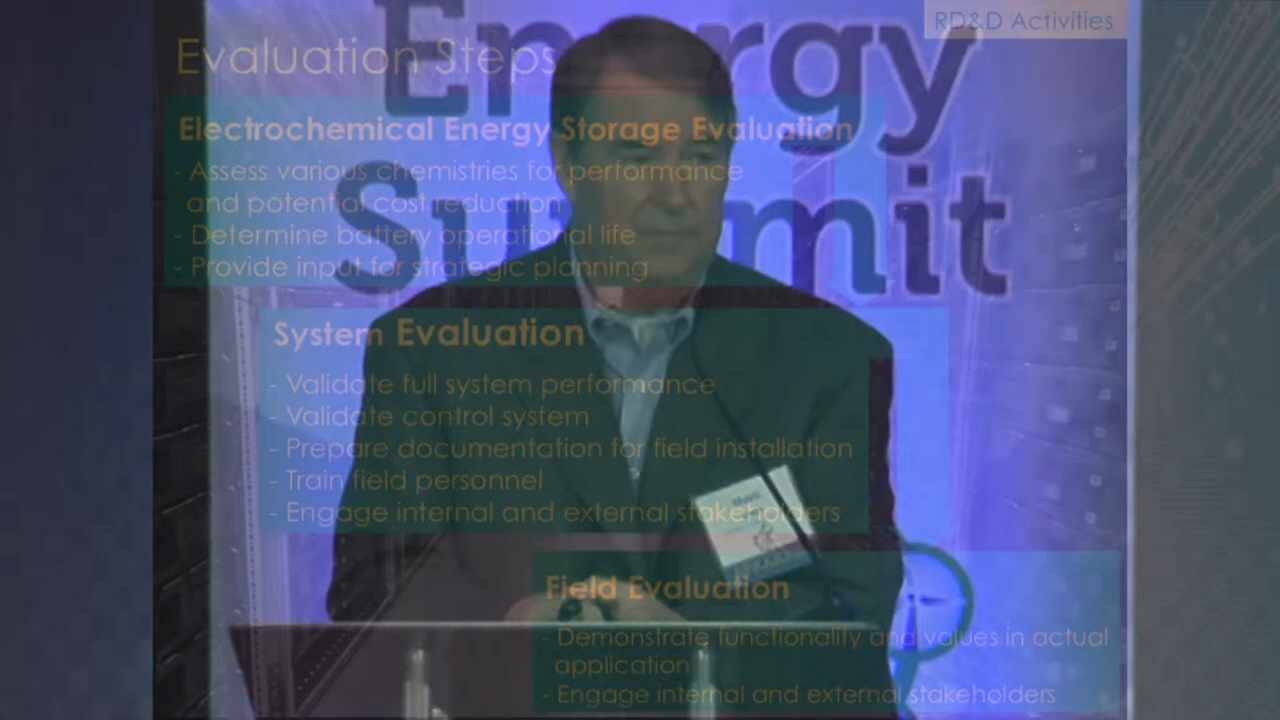 RD&D Activities
Energy
Summit
Evaluation Steps
Electrochemical Energy Storage Evaluation
- Assess various chemistries for performance
and potential cost reduction
- Determine battery operational life
- Provide input for strategic planning
System Evaluation
- Validate full system performance
- Validate control system
- Prepare documentation for field installation
- Train field personnel
- Engage internal and external stakeholders
Field Evaluation
- Demonstrate functionality and values in actual
application
- Engage internal and external stakeholders